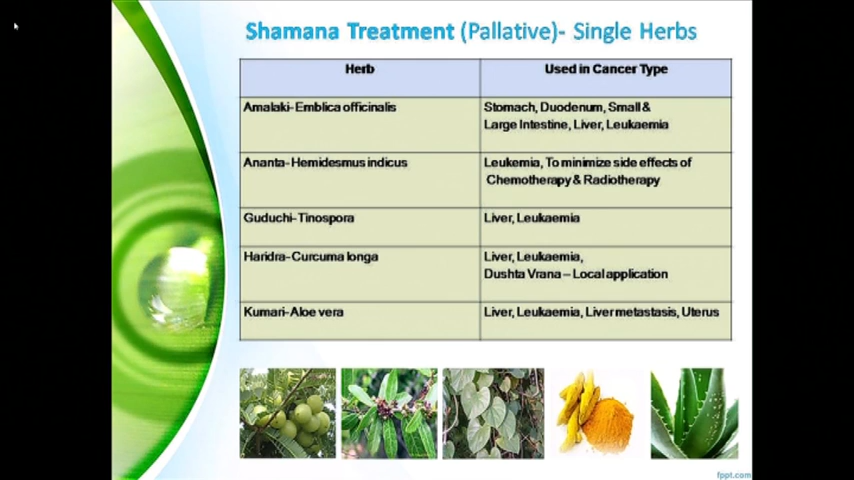 Shamana Treatment (Pallative)- Single Herbs
Herb
Used in Cancer Type
Amalaki- Emblica officinalis
Stomach, Duodenum, Small &
Large Intestine, Liver, Leukaemia
Ananta- Hemidesmus indicus
Leukemia, To minimize side effects of
Chemotherapy & Radiotherapy
Guduchi- Tinospora
Liver, Leukaemia
Haridra- Curcuma longa
Liver, Leukaemia,
Dushta Vrana – Local application
Kumari- Aloe vera
Liver, Leukaemia, Liver metastasis, Uterus
fppt.com